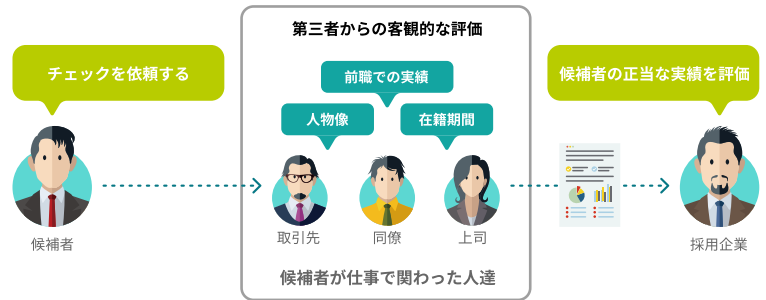 第三者からの客観的な評価
チェックを依頼する
前職での実績
候補者の正当な実績を評価
人物像
在籍期間
候補者
取引先
同僚
上司
採用企業
候補者が仕事で関わった人達